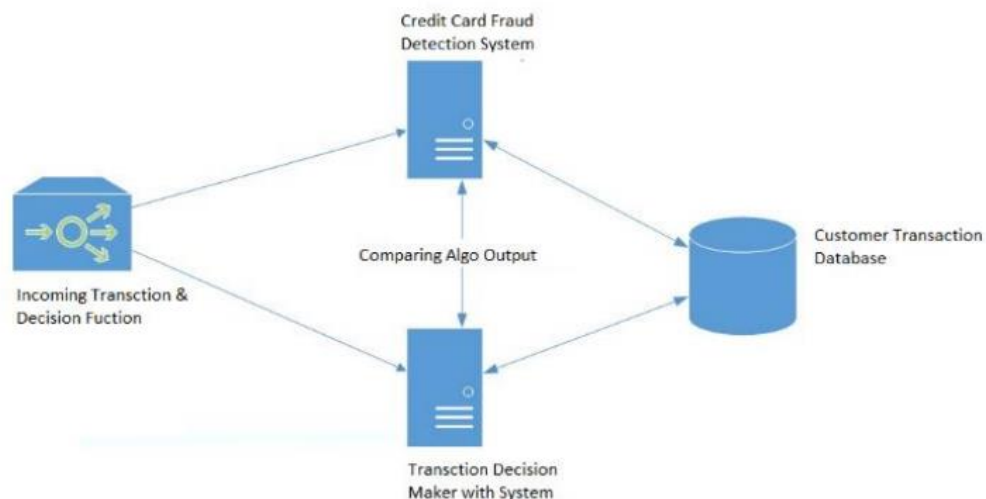 Credit Card Fraud
Detection System
Comparing Algo Output
Customer Transaction
Database
Incoming Transction &
Decision Fuction
Transction Decision
Maker with System